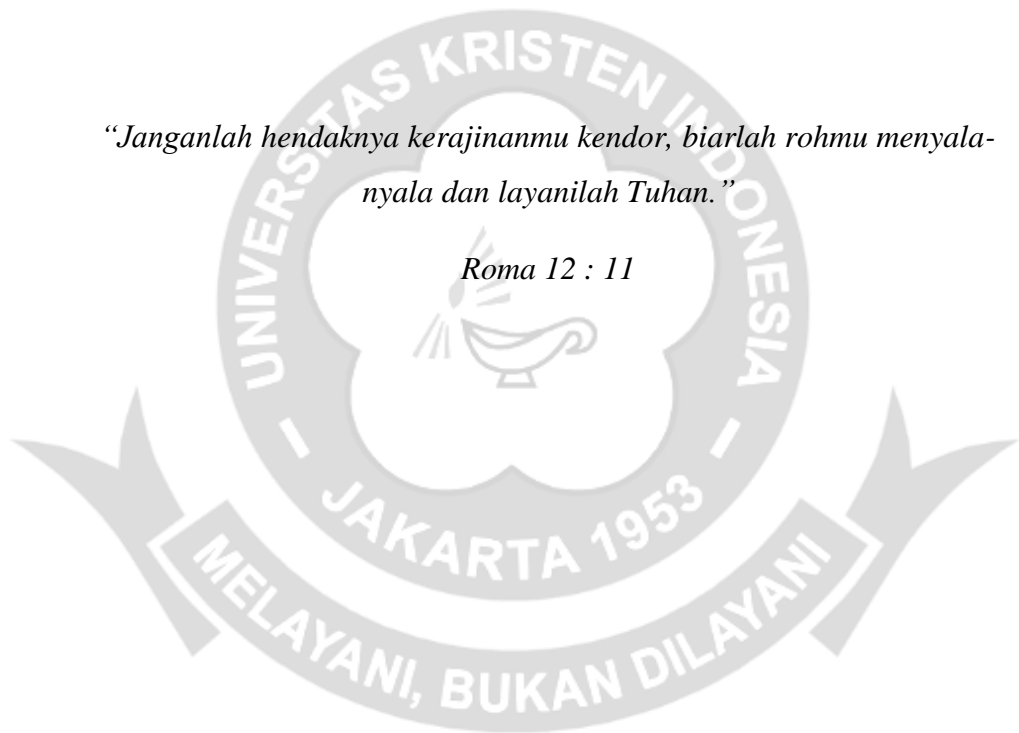 “Janganlah hendaknya kerajinanmu kendor, biarlah rohmu menyala-
nyala dan layanilah Tuhan.”
Roma 12 : 11
UNIVERSITAS KRISTEN INDONESIA
JAKARTA 1953
MELAYANI, BUKAN DILAYANI